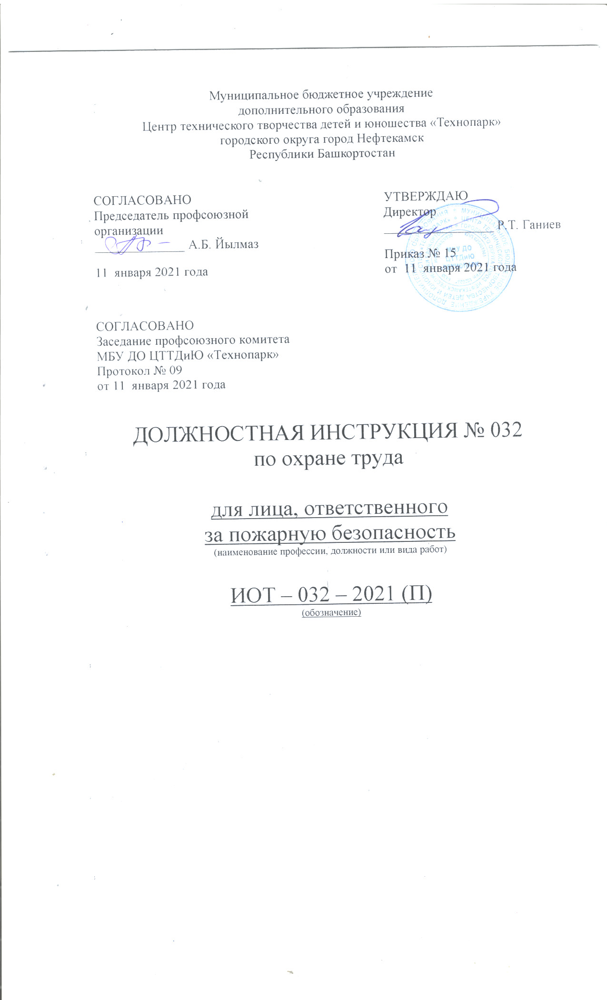 Муниципальное бюджетное учреждение
дополнительного образования
Центр технического творчества детей и юношества «Технопарк»
городского округа город Нефтекамск
Республики Башкортостан
СОГЛАСОВАНО
Председатель профсоюзной
организации
______________ А.Б. Йылмаз
11 января 2021 года
УТВЕРЖДАЮ
Директор
_________________ Р.Т. Ганиев
Приказ № 15
от 11 января 2021 года
МБУ ДО
ЦТТДиЮ
СОГЛАСОВАНО
Заседание профсоюзного комитета
МБУ ДО ЦТТДиЮ «Технопарк»
Протокол № 09
от 11 января 2021 года
ДОЛЖНОСТНАЯ ИНСТРУКЦИЯ № 032
по охране труда
для лица, ответственного
за пожарную безопасность
(наименование профессии, должности или вида работ)
ИОТ – 032 – 2021 (П)
(обозначение)